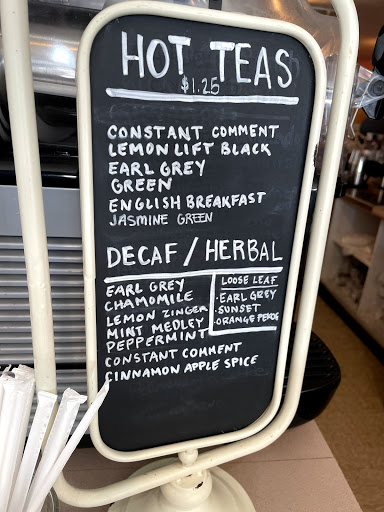 HOT TEAS
$1.25
CONSTANT COMMENT
LEMON LIFT BLACK
EARL GREY
GREEN
ENGLISH BREAKFAST
JASMINE GREEN
DECAF / HERBAL
EARL GREY
CHAMOMILE
LEMON ZINGER
MINT MEDLEY
PEPPERMINT
CONSTANT COMMENT
CINNAMON APPLE SPICE
LOOSE LEAF
·EARL GREY
·SUNSET
·ORANGE PEKOE